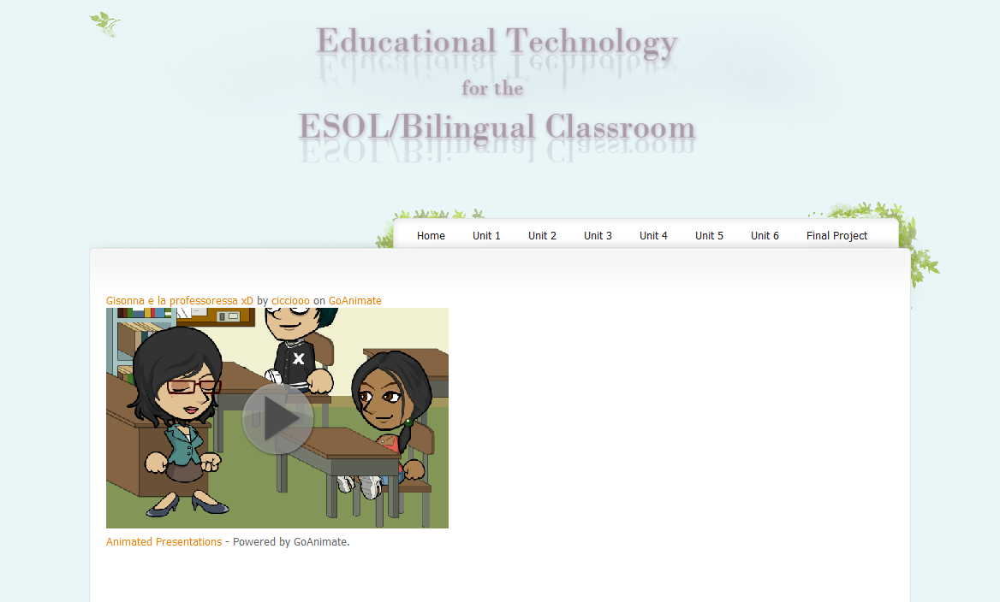 Educational Technology
for the
ESOL/Bilingual Classroom
Home Unit 1 Unit 2 Unit 3 Unit 4 Unit 5 Unit 6 Final Project
Gisonna e la professoressa xD by cicciooo on GoAnimate
X
Animated Presentations - Powered by GoAnimate.